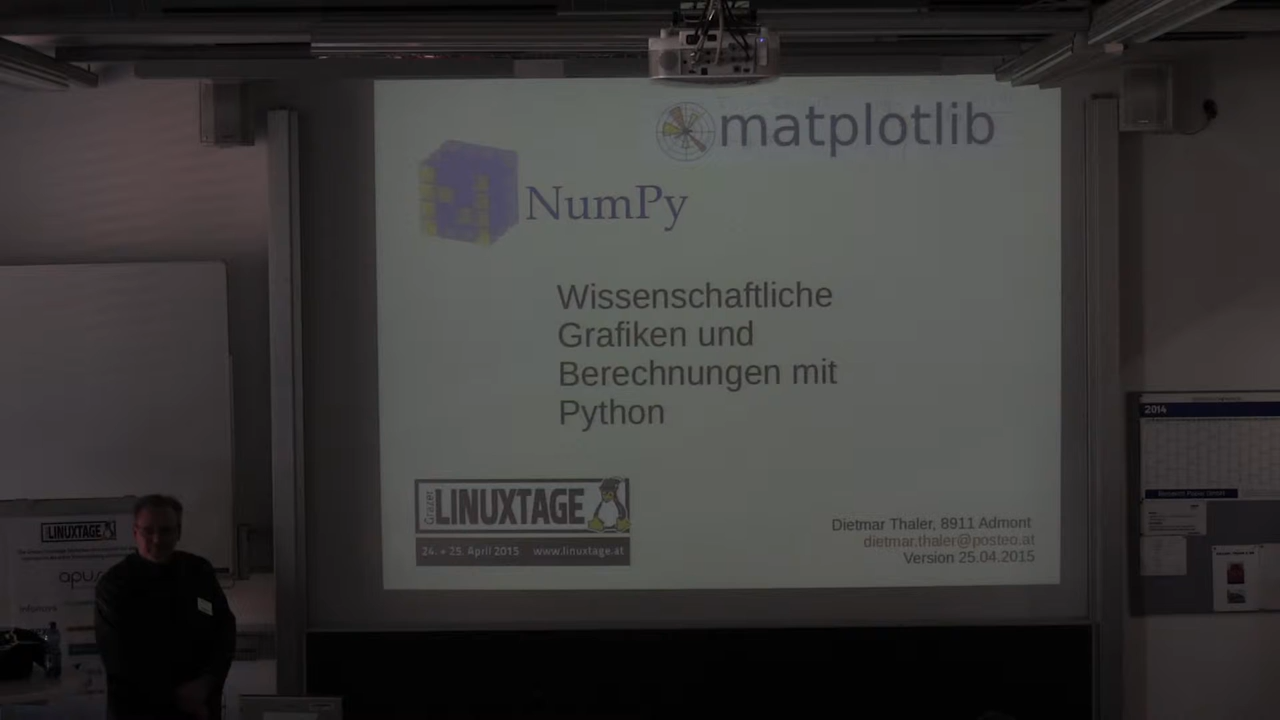 matplotlib
NumPy
Wissenschaftliche
Grafiken und
Berechnungen mit
Python
Grazer
LINUXTAGE
24. + 25. April 2015 www.linuxtage.at
Dietmar Thaler, 8911 Admont
dietmar.thaler@posteo.at
Version 25.04.2015
LINUXTAGE
2014